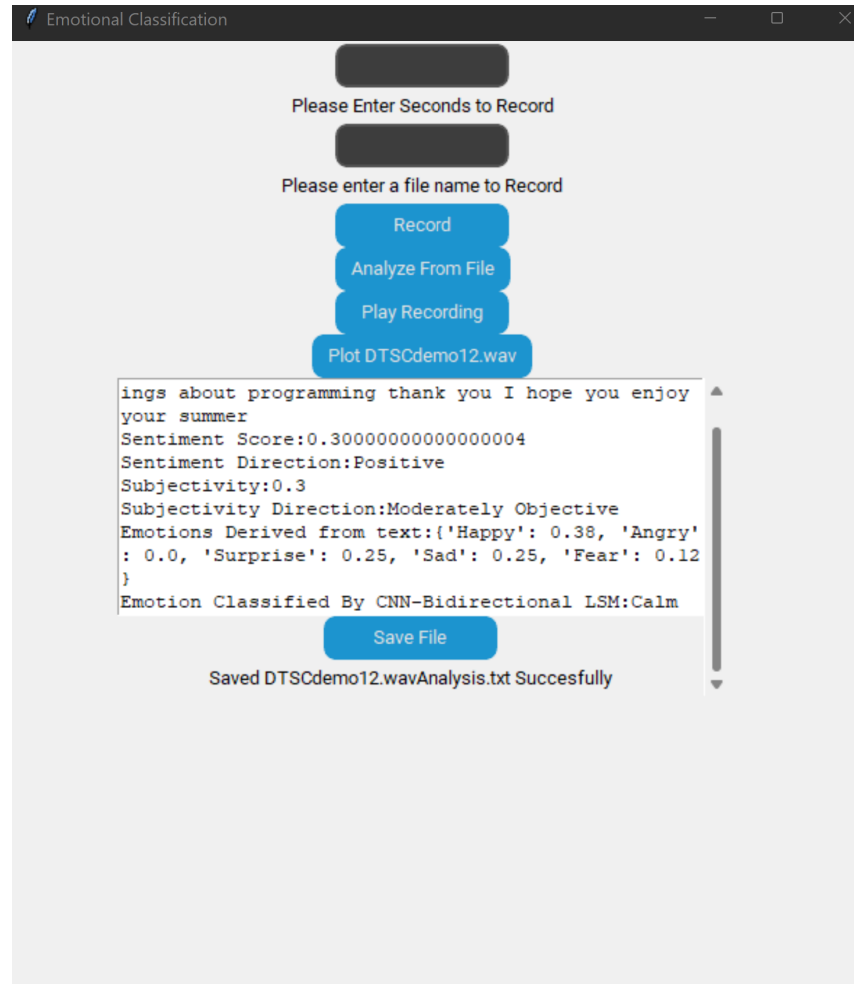 Emotional Classification
Please Enter Seconds to Record
Please enter a file name to Record
Record
Analyze From File
Play Recording
Plot DTSCdemo12.wav
ings about programming thank you I hope you enjoy
your summer
Sentiment Score:0.30000000000000004
Sentiment Direction:Positive
Subjectivity:0.3
Subjectivity Direction:Moderately Objective
Emotions Derived from text:{'Happy': 0.38, 'Angry'
: 0.0, 'Surprise': 0.25, 'Sad': 0.25, 'Fear': 0.12
}
Emotion Classified By CNN-Bidirectional LSM:Calm
Save File
Saved DTSCdemo12.wavAnalysis.txt Succesfully